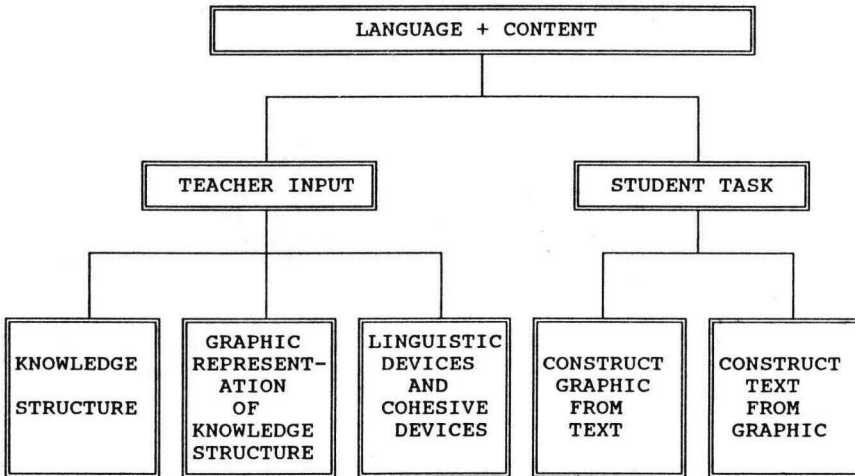 LANGUAGE + CONTENT
TEACHER INPUT
STUDENT TASK
KNOWLEDGE
STRUCTURE
GRAPHIC
REPRESENT-
ATION
OF
KNOWLEDGE
STRUCTURE
LINGUISTIC
DEVICES
AND
COHESIVE
DEVICES
CONSTRUCT
GRAPHIC
FROM
TEXT
CONSTRUCT
TEXT
FROM
GRAPHIC